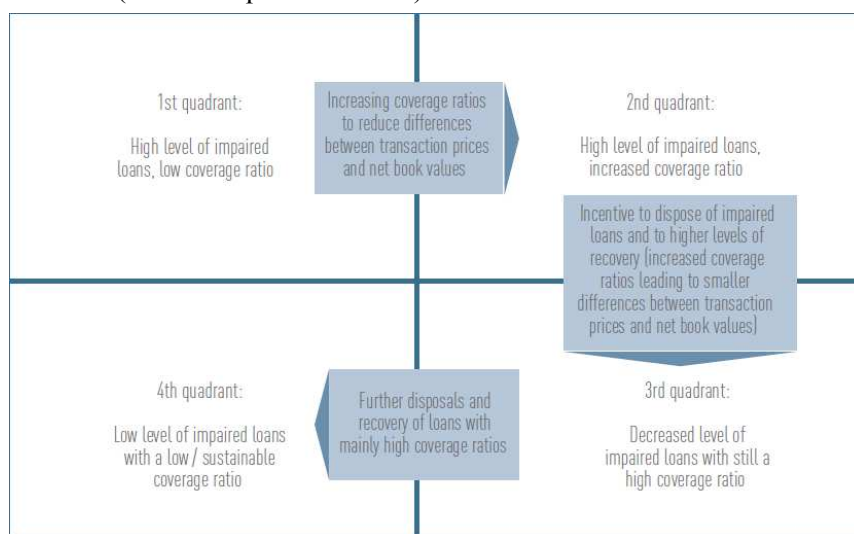 1st quadrant:
High level of impaired
loans, low coverage ratio
Increasing coverage ratios
to reduce differences
between transaction prices
and net book values
2nd quadrant:
High level of impaired loans,
increased coverage ratio
Incentive to dispose of impaired
loans and to higher levels of
recovery (increased coverage
ratios leading to smaller
differences between transaction
prices and net book values)
4th quadrant:
Low level of impaired loans
with a low / sustainable
coverage ratio
Further disposals and
recovery of loans with
mainly high coverage ratios
3rd quadrant:
Decreased level of
impaired loans with still a
high coverage ratio